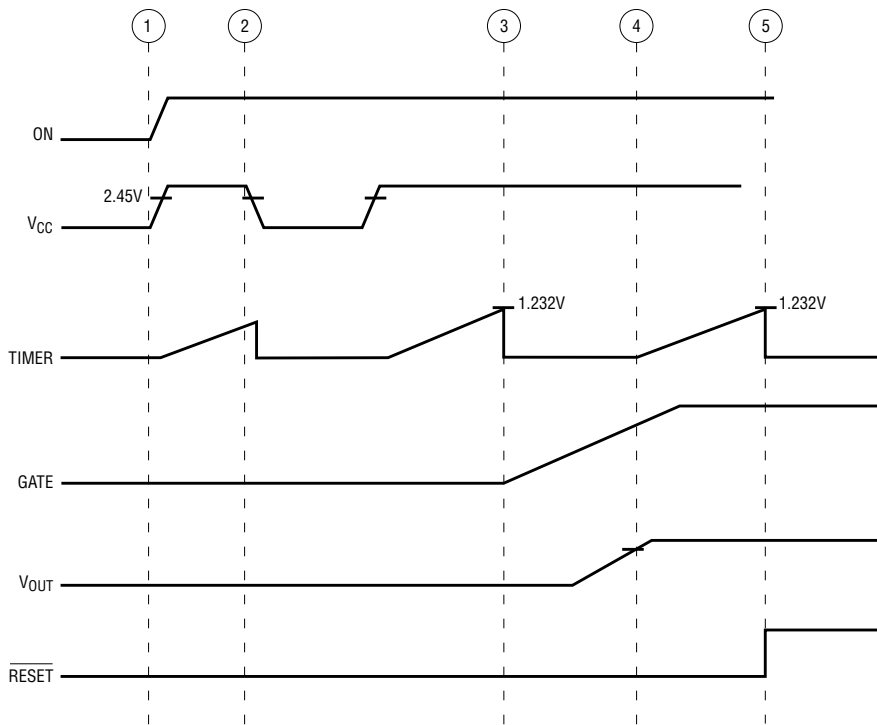 1 2 3 4 5
ON
2.45V
VCC
1.232V 1.232V
TIMER
GATE
VOUT
RESET